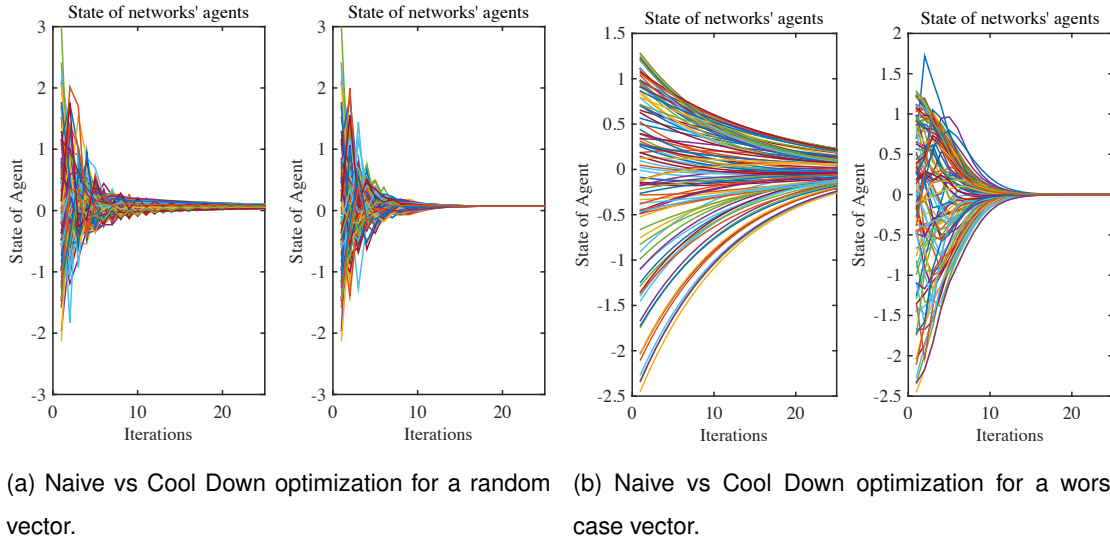 State of networks' agents
3
2
1
0
-1
-2
-3
State of Agent
0
20
Iterations
State of networks' agents
3
2
1
0
-1
-2
-3
State of Agent
0
20
Iterations
State of networks' agents
1.5
1
0.5
0
-0.5
-1
-1.5
-2
-2.5
State of Agent
0
10
20
Iterations
State of networks' agents
2
1.5
1
0.5
0
-0.5
-1
-1.5
-2
-2.5
State of Agent
0
10
20
Iterations
(a) Naive vs Cool Down optimization for a random
vector.
(b) Naive vs Cool Down optimization for a wors
case vector.